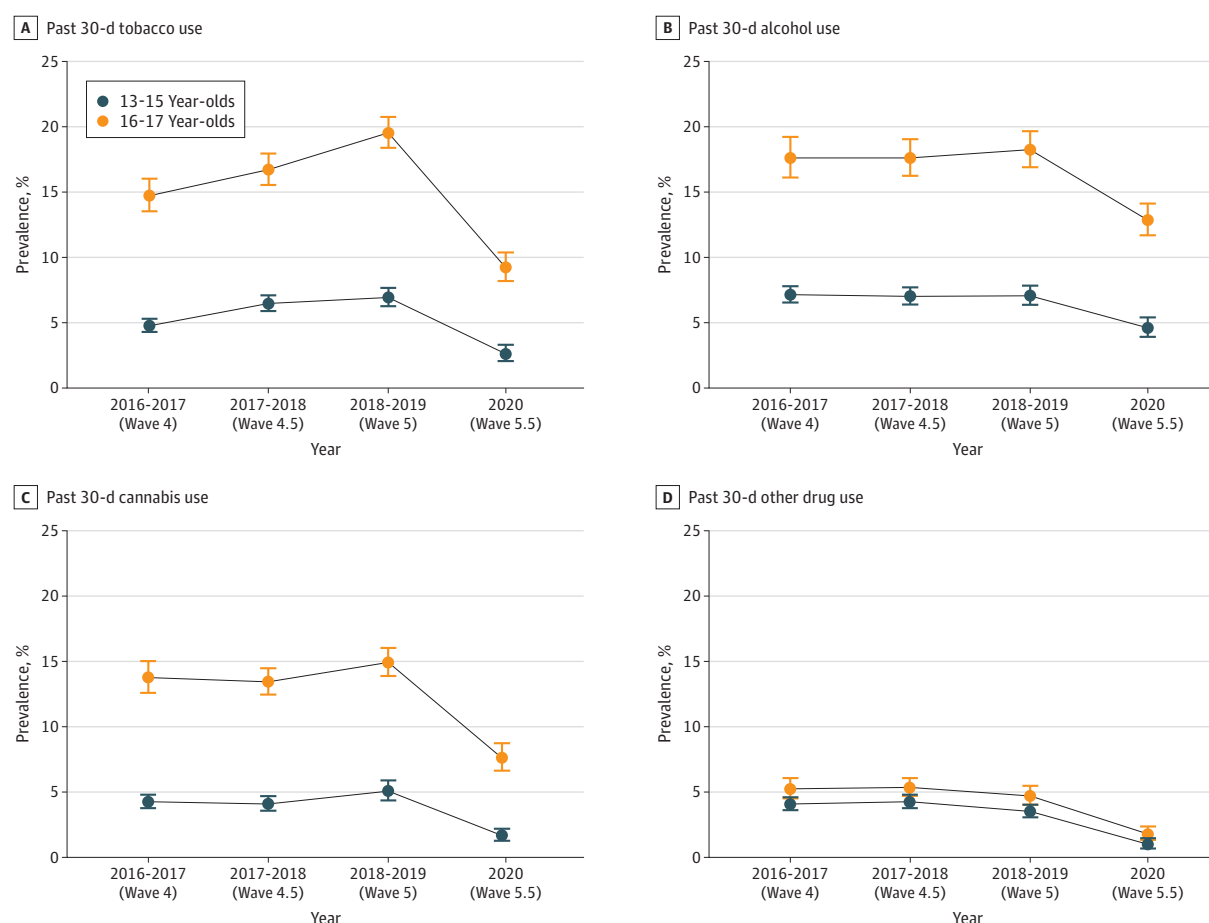 A Past 30-d tobacco use
25
20
15
10
5
0
Prevalence, %
13-15 Year-olds
16-17 Year-olds
2016-2017
(Wave 4)
2017-2018
(Wave 4.5)
2018-2019
(Wave 5)
2020
(Wave 5.5)
Year
B Past 30-d alcohol use
25
20
15
10
5
0
Prevalence, %
2016-2017
(Wave 4)
2017-2018
(Wave 4.5)
2018-2019
(Wave 5)
2020
(Wave 5.5)
Year
C Past 30-d cannabis use
25
20
15
10
5
0
Prevalence, %
2016-2017
(Wave 4)
2017-2018
(Wave 4.5)
2018-2019
(Wave 5)
2020
(Wave 5.5)
Year
D Past 30-d other drug use
25
20
15
10
5
0
Prevalence, %
2016-2017
(Wave 4)
2017-2018
(Wave 4.5)
2018-2019
(Wave 5)
2020
(Wave 5.5)
Year